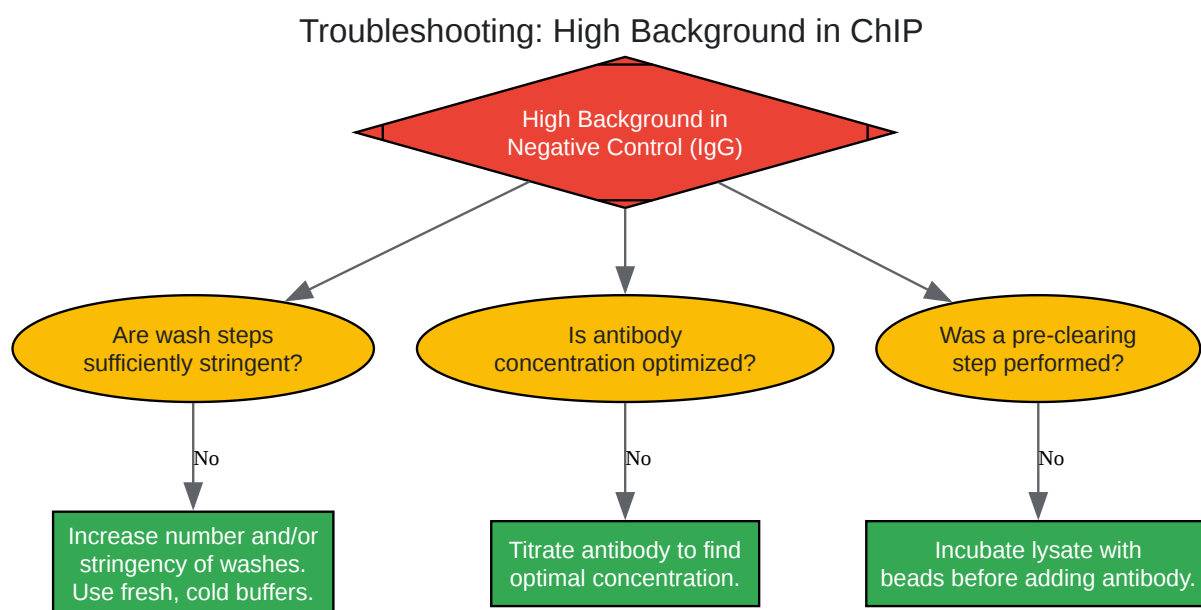 Troubleshooting: High Background in ChIP
High Background in
Negative Control (IgG)
Are wash steps
sufficiently stringent?
Is antibody
concentration optimized?
Was a pre-clearing
step performed?
No
No
No
Increase number and/or
stringency of washes.
Use fresh, cold buffers.
Titrate antibody to find
optimal concentration.
Incubate lysate with
beads before adding antibody.